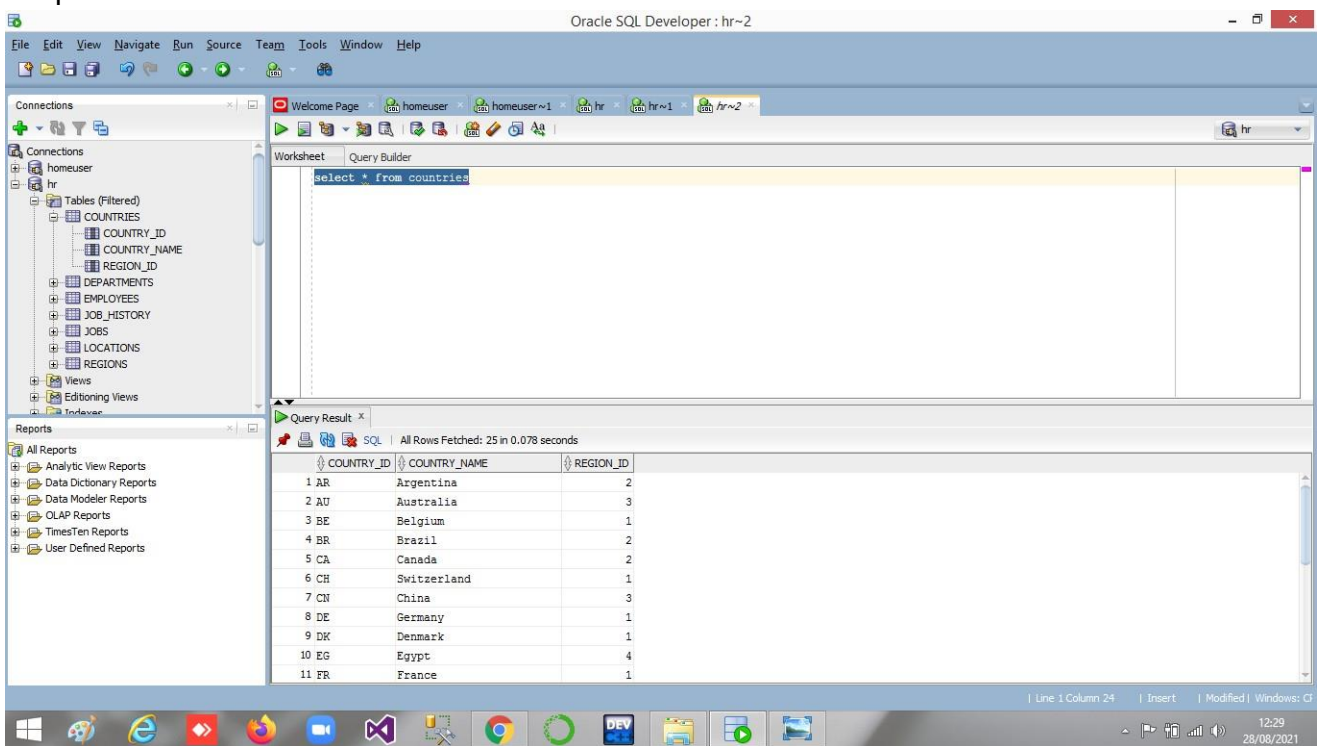 Oracle SQL Developer : hr~2
File Edit View Navigate Run Source Team Tools Window Help
Connections
Welcome Page homeuser homeuser~1 hr hr~1 hr~2
hr
Connections
homeuser
hr
Tables (Filtered)
COUNTRIES
COUNTRY_ID
COUNTRY_NAME
REGION_ID
DEPARTMENTS
EMPLOYEES
JOB_HISTORY
JOBS
LOCATIONS
REGIONS
Views
Editioning Views
Indexes
Worksheet Query Builder
select * from countries
Reports
All Reports
Analytic View Reports
Data Dictionary Reports
Data Modeler Reports
OLAP Reports
TimesTen Reports
User Defined Reports
Query Result
SQL | All Rows Fetched: 25 in 0.078 seconds
COUNTRY_ID COUNTRY_NAME REGION_ID
1 AR Argentina 2
2 AU Australia 3
3 BE Belgium 1
4 BR Brazil 2
5 CA Canada 2
6 CH Switzerland 1
7 CN China 3
8 DE Germany 1
9 DK Denmark 1
10 EG Egypt 4
11 FR France 1
| Line 1 Column 24 | Insert | Modified | Windows:
DEV
C++
12:29
28/08/2021